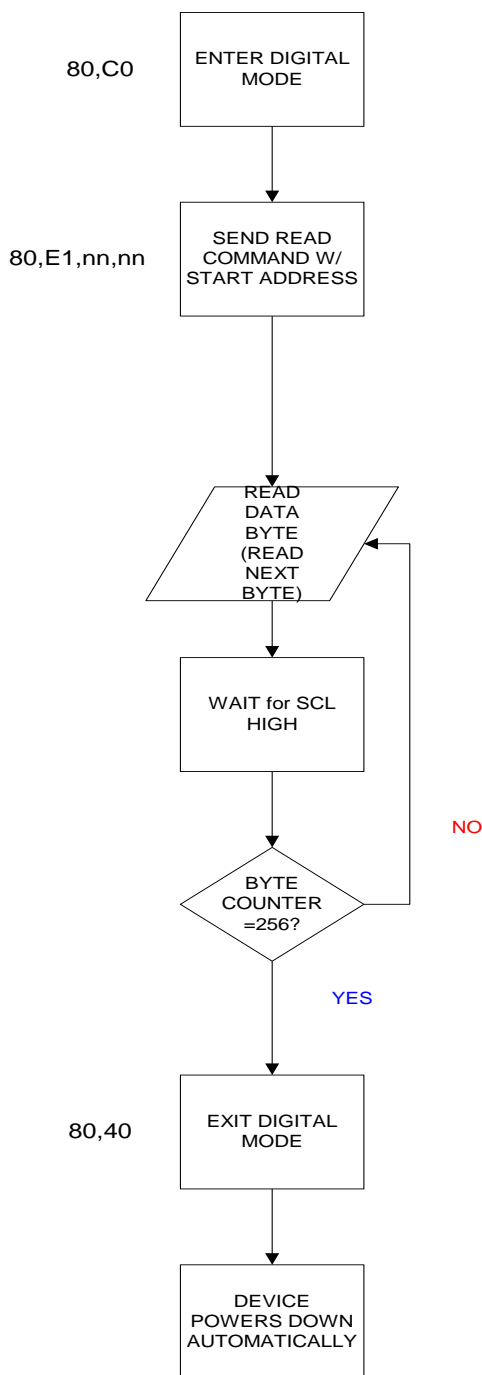 80,C0
ENTER DIGITAL
MODE
80,E1,nn,nn
SEND READ
COMMAND W/
START ADDRESS
READ
DATA
BYTE
(READ
NEXT
BYTE)
WAIT for SCL
HIGH
NO
BYTE
COUNTER
=256?
YES
80,40
EXIT DIGITAL
MODE
DEVICE
POWERS DOWN
AUTOMATICALLY